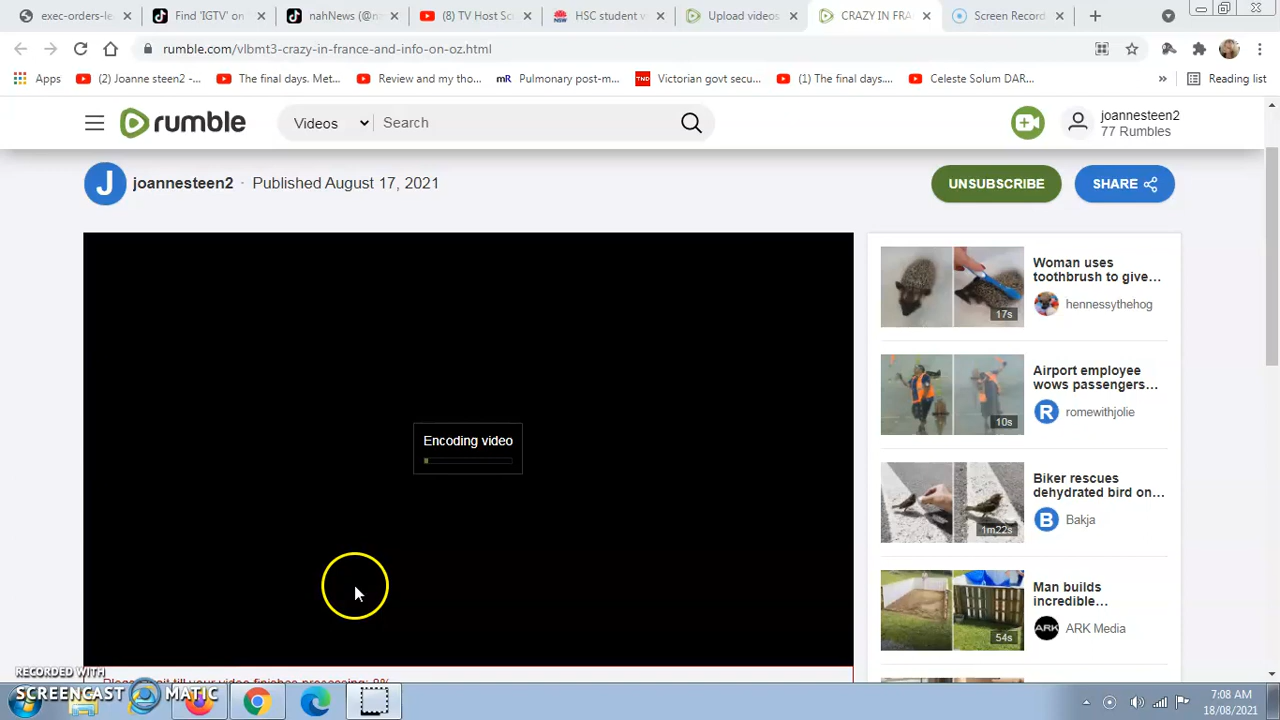 exec-orders-le
Find 'IGTV' on
nahNews (@n
(8) TV Host Sc
HSC student v
Upload videos
CRAZY IN FRA
Screen Record
rumble.com/vlbmt3-crazy-in-france-and-info-on-oz.html
Apps
(2) Joanne steen2 -...
The final days. Met...
Review and my tho...
mR Pulmonary post-m...
TND Victorian govt secu...
(1) The final days....
Celeste Solum DAR...
»
Reading list
rumble
Videos
Search
joannesteen2
77 Rumbles
J
joannesteen2 · Published August 17, 2021
UNSUBSCRIBE
SHARE
Encoding video
Woman uses
toothbrush to give...
hennessythehog
17s
Airport employee
wows passengers...
R romewithjolie
10s
Biker rescues
dehydrated bird on...
B Bakja
1m22s
Man builds
incredible...
ARK ARK Media
54s
RECORDED WITH
SCREENCAST MATIC
7:08 AM
18/08/2021